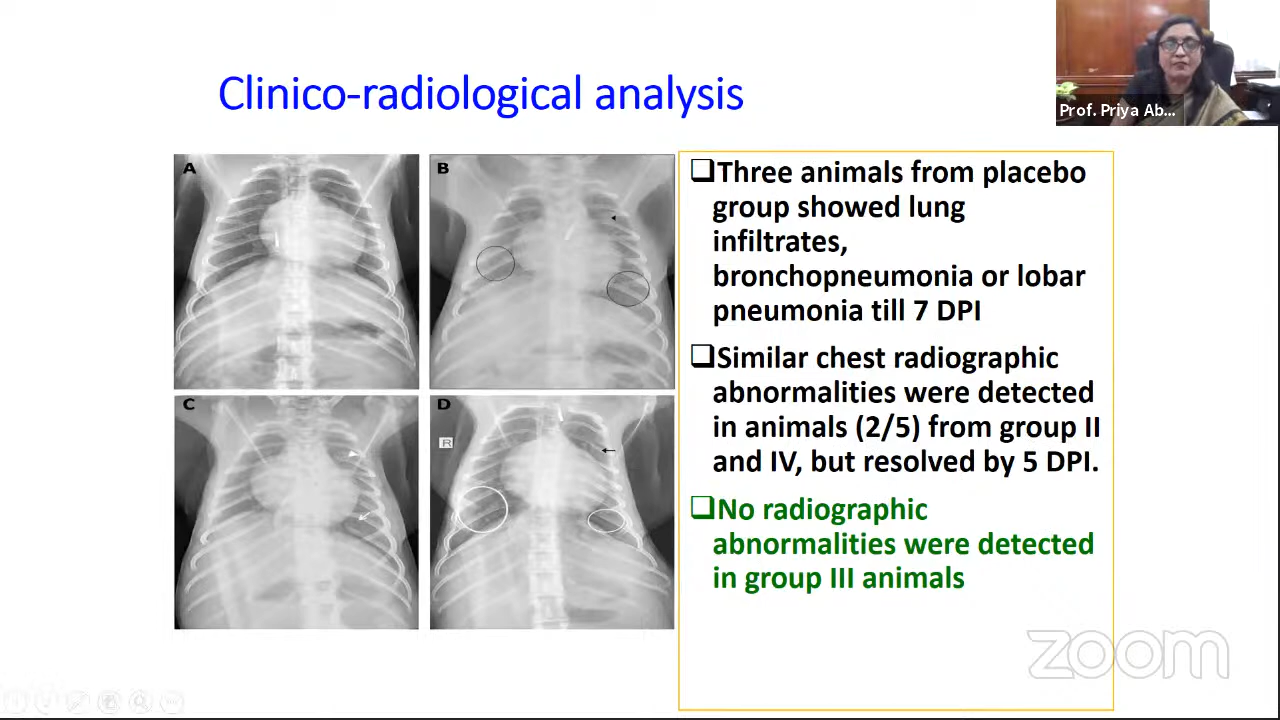 Clinico-radiological analysis
Prof. Priya Ab...
A
B
C
D
R
Three animals from placebo
group showed lung
infiltrates,
bronchopneumonia or lobar
pneumonia till 7 DPI
Similar chest radiographic
abnormalities were detected
in animals (2/5) from group II
and IV, but resolved by 5 DPI.
No radiographic
abnormalities were detected
in group III animals
zoom